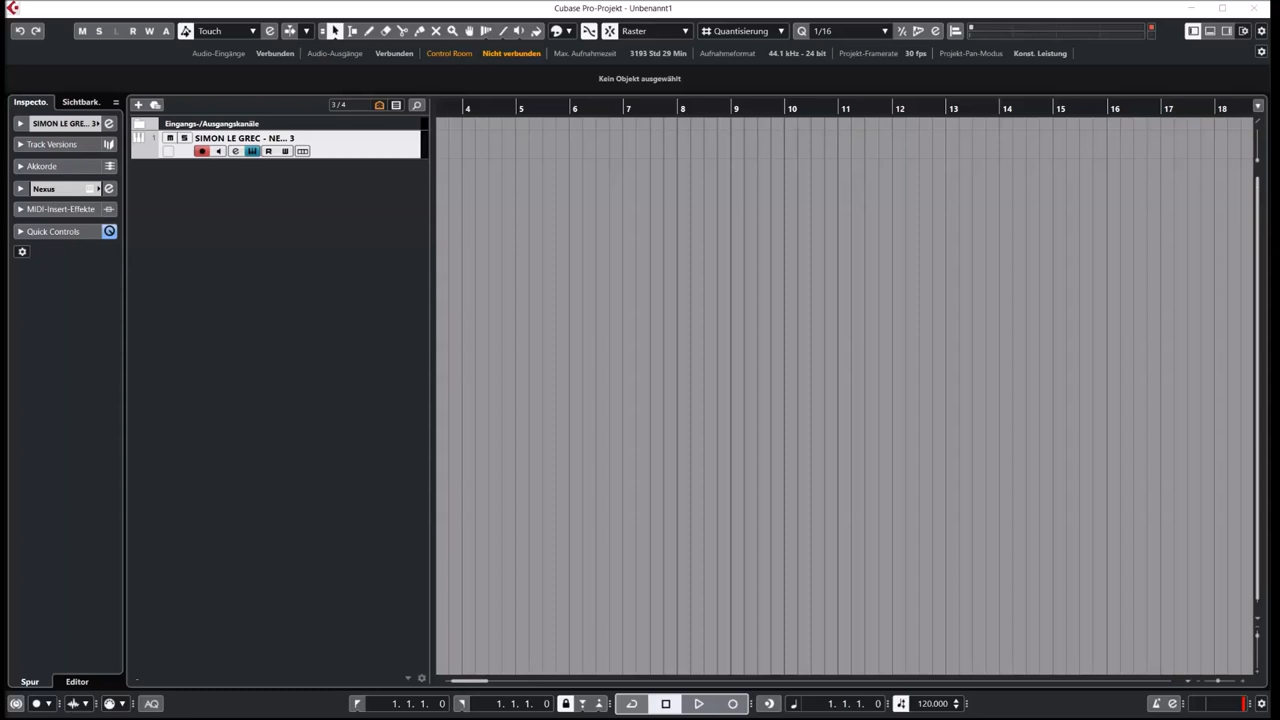 Cubase Pro-Projekt - Unbenannt1
M S L R W A Touch Raster Quantisierung Q 1/16
Audio-Eingänge Verbunden Audio-Ausgänge Verbunden Control Room Nicht verbunden Max. Aufnahmezeit 3193 Std 29 Min Aufnahmeformat 44.1 kHz - 24 bit Projekt-Framerate 30 fps Projekt-Pan-Modus Konst. Leistung
Kein Objekt ausgewählt
Inspecto. Sichtbark. 3 / 4 4 5 6 7 8 9 10 11 12 13 14 15 16 17 18
SIMON LE GRE... 3 e Eingangs-/Ausgangskanäle
1 M S SIMON LE GREC - NE... 3
Track Versions e R W
Akkorde
Nexus e
MIDI-Insert-Effekte
Quick Controls
Spur Editor
AQ 1. 1. 1. 0 1. 1. 1. 0 1. 1. 1. 0 120.000